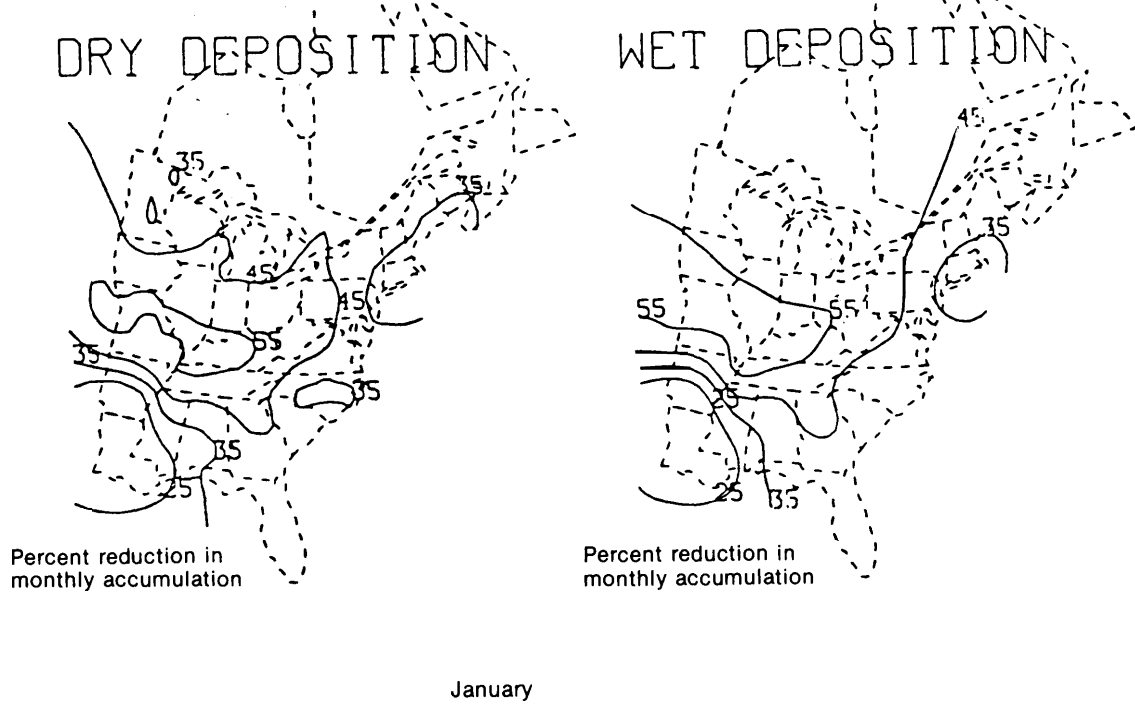 DRY DEPOSITION
35
35
45
45
55
35
35
35
25
Percent reduction in
monthly accumulation
WET DEPOSITION
45
35
55
55
25
25
35
Percent reduction in
monthly accumulation
January